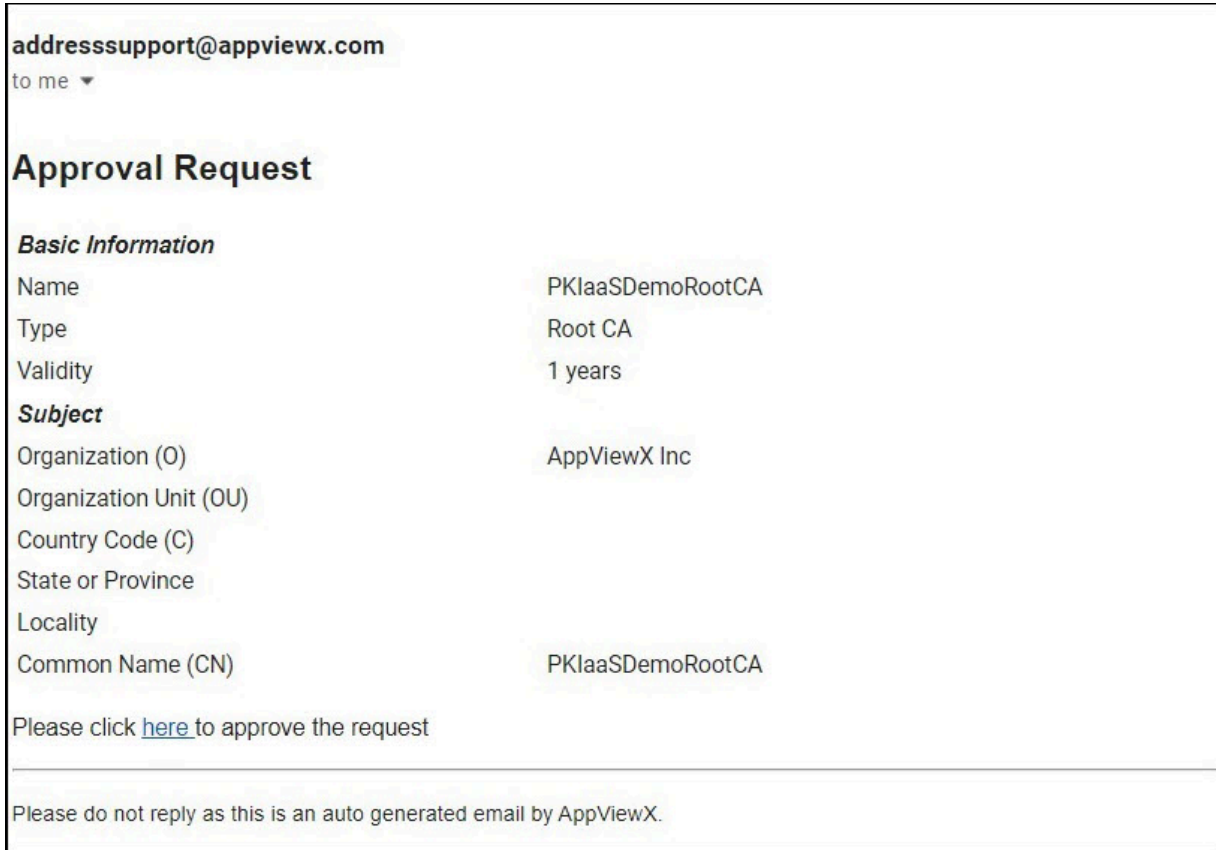 addresssupport@appviewx.com
to me
Approval Request
Basic Information
Name PKIaaSDemoRootCA
Type Root CA
Validity 1 years
Subject
Organization (O) AppViewX Inc
Organization Unit (OU)
Country Code (C)
State or Province
Locality
Common Name (CN) PKIaaSDemoRootCA
Please click here to approve the request
Please do not reply as this is an auto generated email by AppViewX.